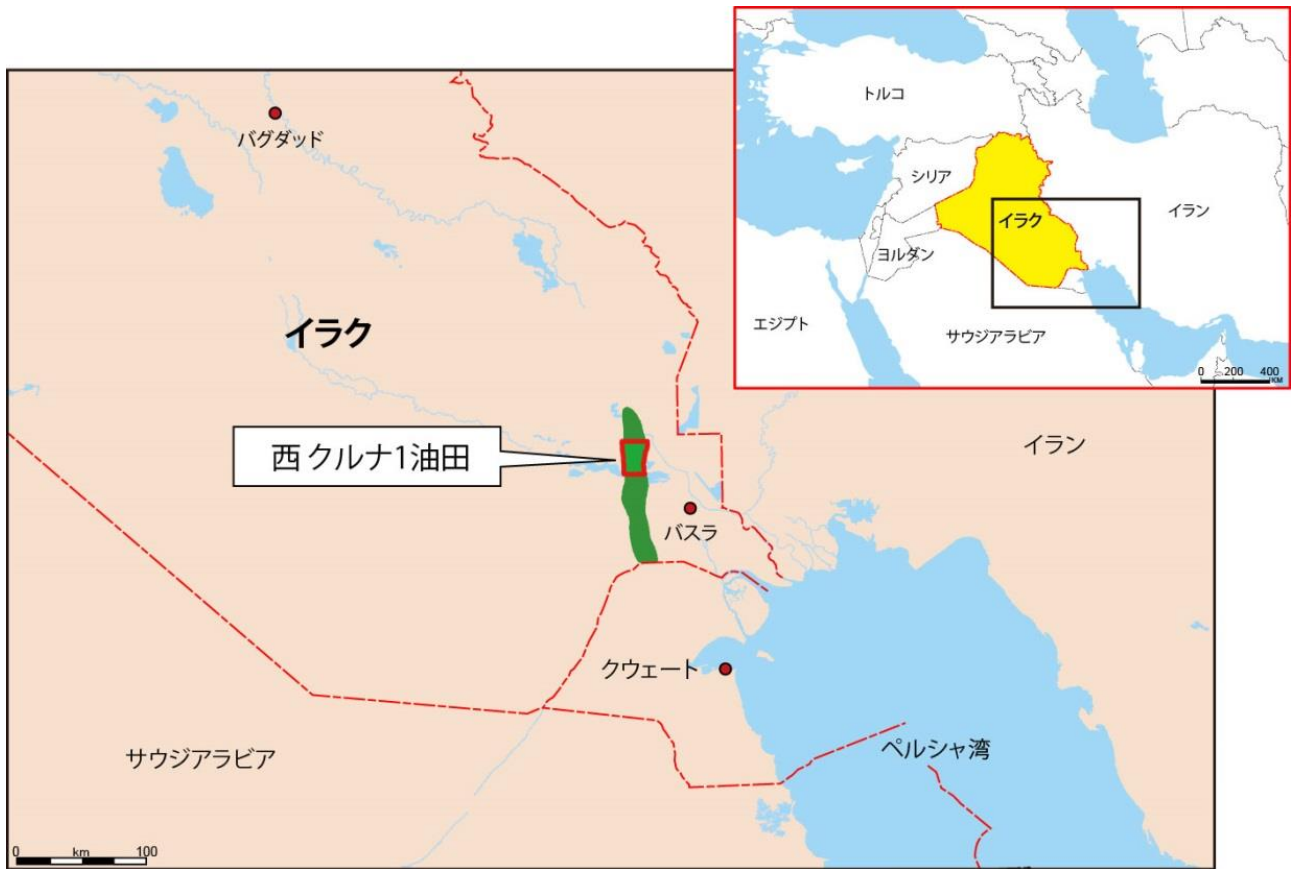 トルコ
バグダッド
シリア
イラン
イラク
ヨルダン
エジプト
サウジアラビア
0 200 400
KM
イラク
西クルナ1油田
イラン
バスラ
クウェート
サウジアラビア
ペルシャ湾
0 km 100